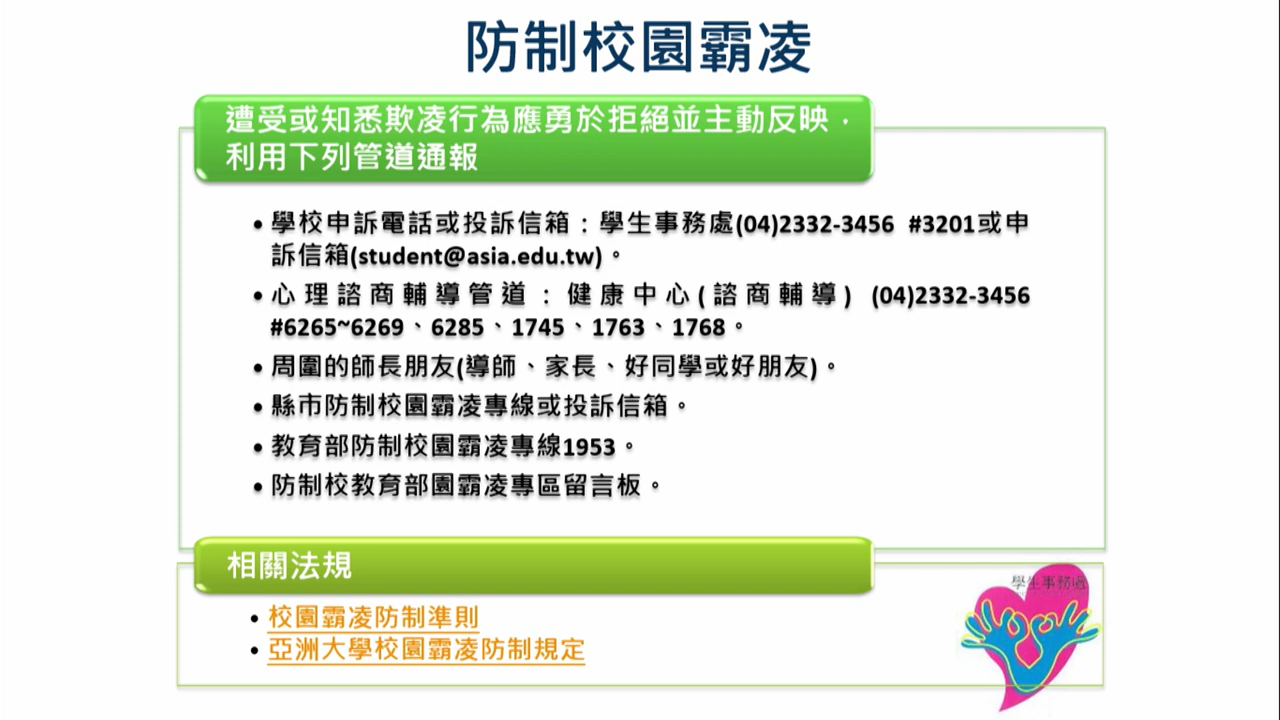 防制校園霸凌
遭受或知悉欺凌行為應勇於拒絕並主動反映，
利用下列管道通報
•學校申訴電話或投訴信箱：學生事務處(04)2332-3456 #3201或申
訴信箱(student@asia.edu.tw)。
•心理諮商輔導管道：健康中心(諮商輔導) (04)2332-3456
#6265~6269、6285、1745、1763、1768。
•周圍的師長朋友(導師、家長、好同學或好朋友)。
•縣市防制校園霸凌專線或投訴信箱。
•教育部防制校園霸凌專線1953。
•防制校教育部園霸凌專區留言板。
相關法規
•校園霸凌防制準則
•亞洲大學校園霸凌防制規定
學生事務處